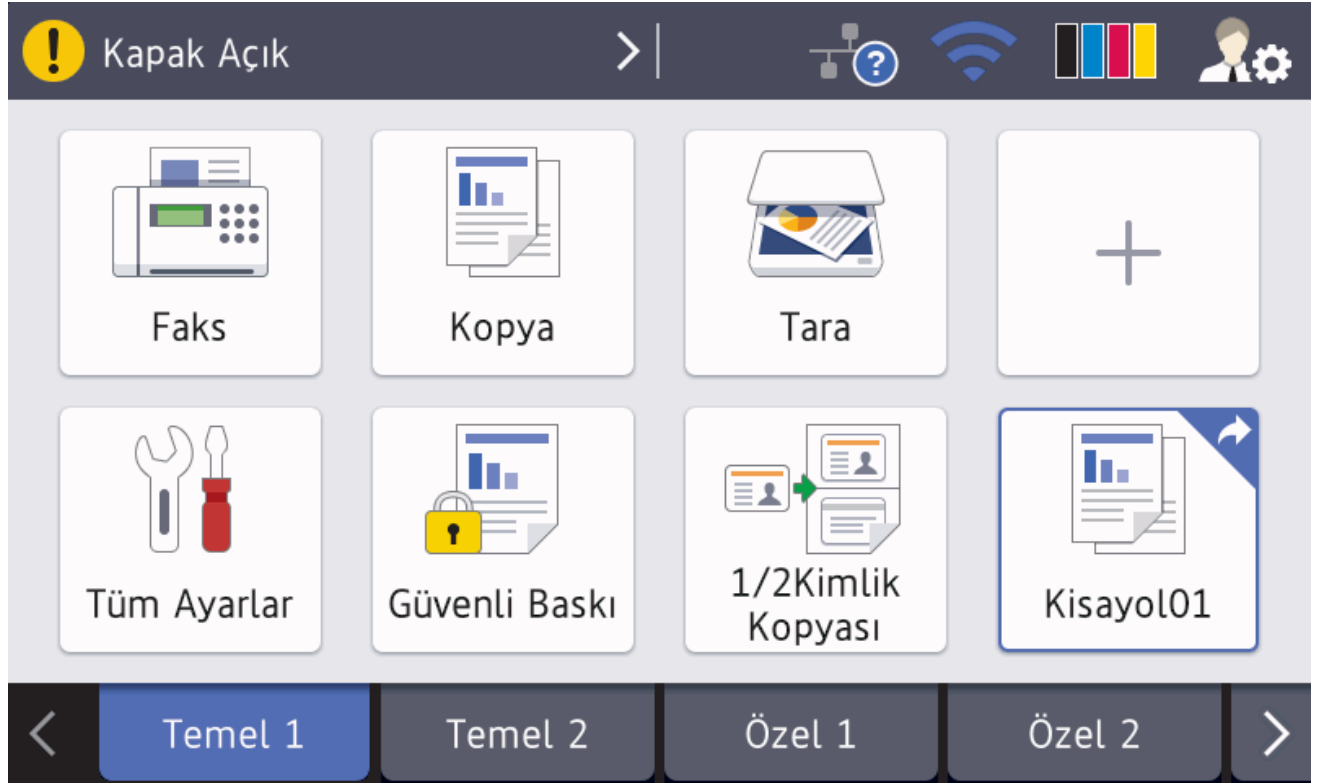 Kapak Açık
Faks
Kopya
Tara
Tüm Ayarlar
Güvenli Baskı
1/2Kimlik
Kopyası
Kisayol01
Temel 1
Temel 2
Özel 1
Özel 2